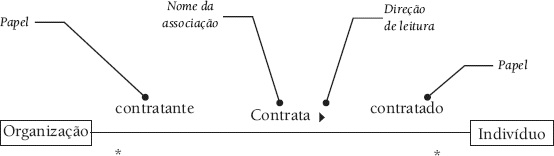 Nome da
associação
Direção
de leitura
Papel
Papel
contratante
Contrata
contratado
Organização
Indivíduo
*
*